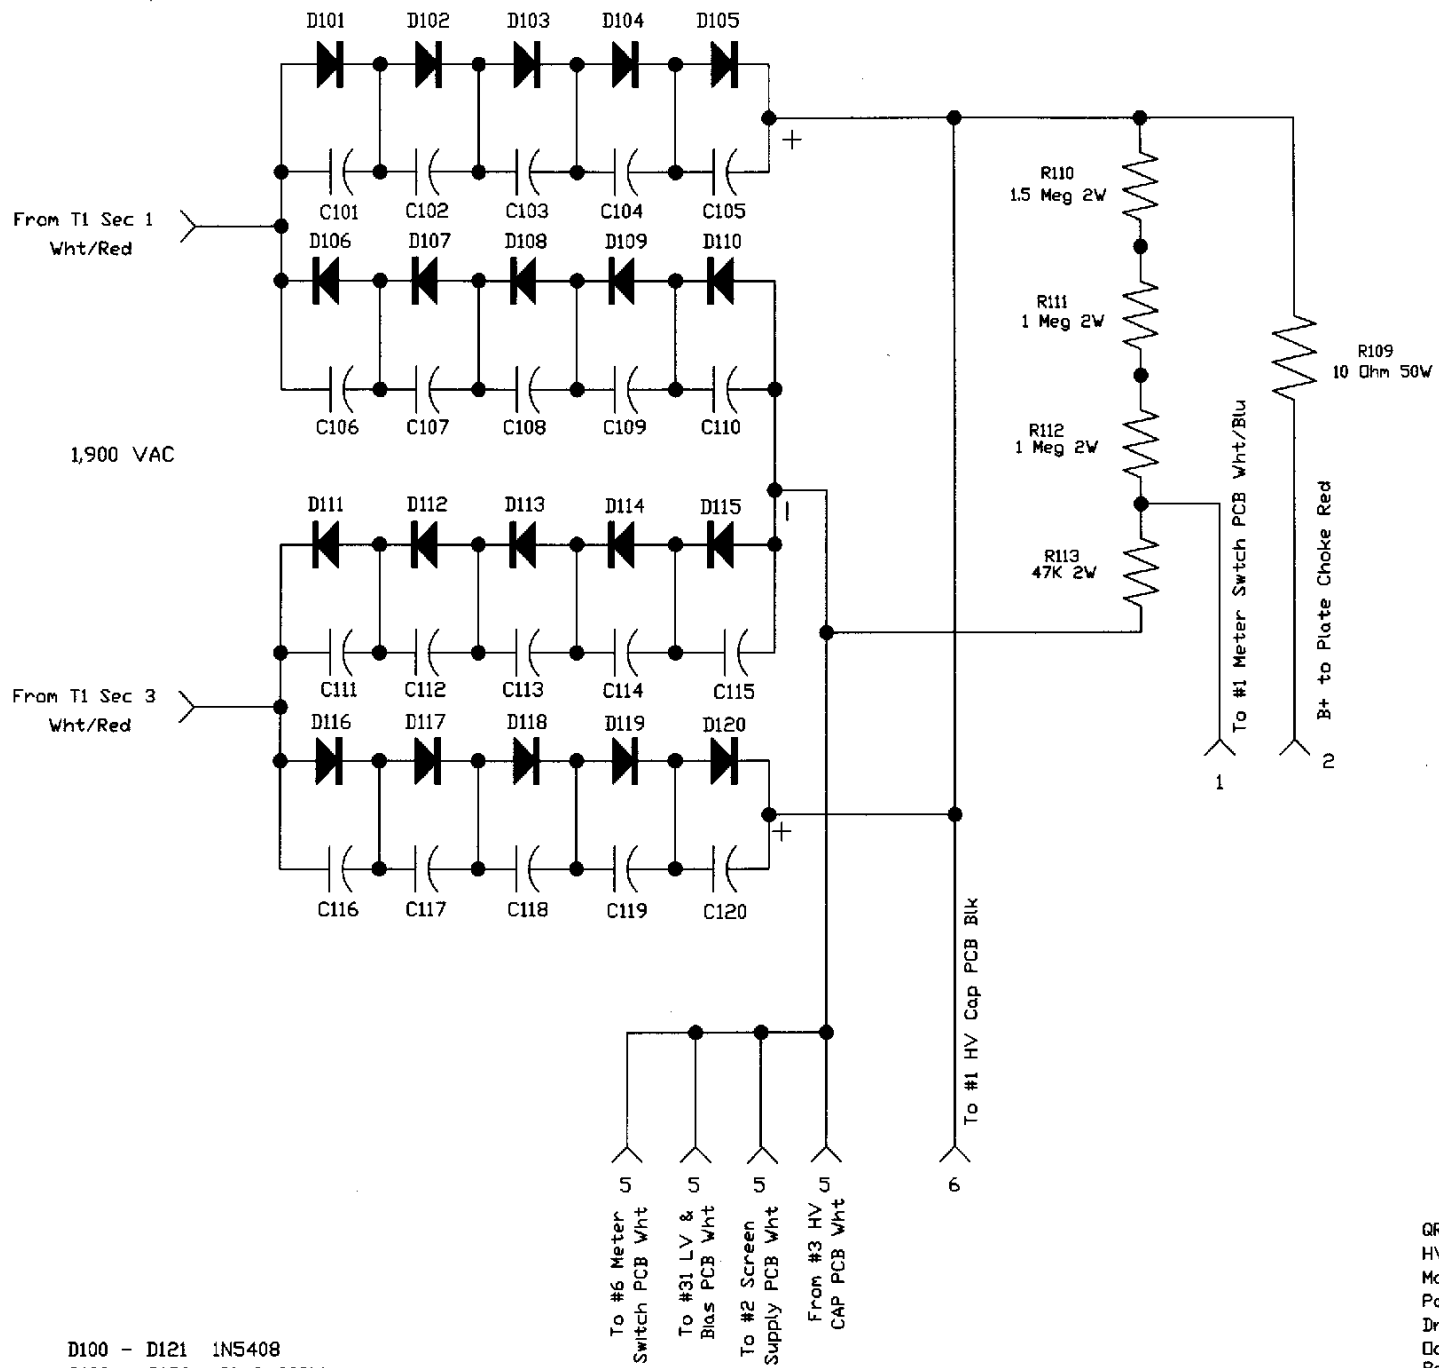 D101 D102 D103 D104 D105
+
C101 C102 C103 C104 C105
From T1 Sec 1
Wht/Red
D106 D107 D108 D109 D110
C106 C107 C108 C109 C110
1,900 VAC
D111 D112 D113 D114 D115
-
C111 C112 C113 C114 C115
From T1 Sec 3
Wht/Red
D116 D117 D118 D119 D120
+
C116 C117 C118 C119 C120
R110
1.5 Meg 2W
R111
1 Meg 2W
R112
1 Meg 2W
R113
47K 2W
R109
10 Ohm 50W
To #1 Meter Swtch PCB Wht/Blu
1
B+ to Plate Choke Red
2
To #1 HV Cap PCB Blk
5 5 5 5 6
To #6 Meter
Switch PCB Wht
To #31 LV &
Bias PCB Wht
To #2 Screen
Supply PCB Wht
From #3 HV
CAP PCB Wht
D100 - D121 1N5408